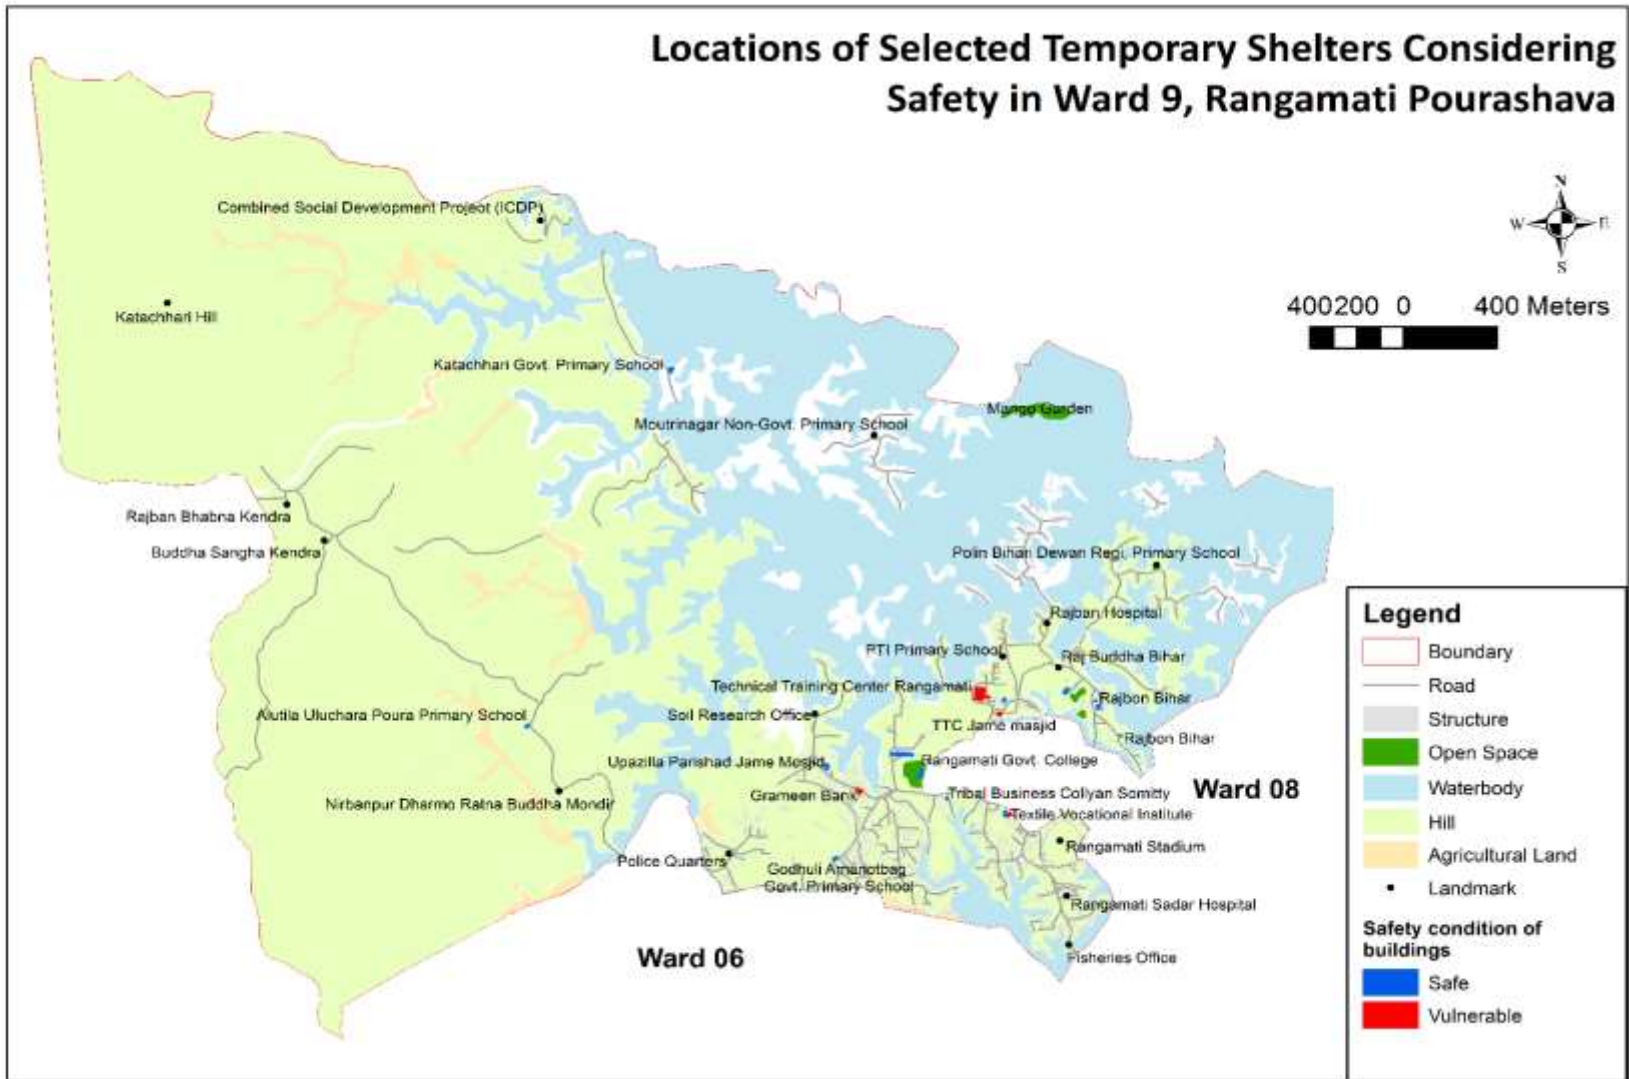 Locations of Selected Temporary Shelters Considering
Safety in Ward 9, Rangamati Pourashava
N
W
E
S
400200 0 400 Meters
Combined Social Development Project (ICDP)
Katachhari Hill
Katachhari Govt. Primary School
Mango Garden
Moutrinagar Non-Govt. Primary School
Rajban Bhabna Kendra
Buddha Sangha Kendra
Polin Bihari Dewan Regi. Primary School
Rajban Hospital
PTI Primary School
Raj Buddha Bihar
Technical Training Center Rangamati
Rajbon Bihar
Alutila Uluchara Poura Primary School
Soil Research Office
TTC Jame masjid
Rajbon Bihar
Upazilla Parishad Jame Mosjid
Rangamati Govt. College
Ward 08
Grameen Bank
Tribal Business Collyan Somitty
Nirbanpur Dharmo Ratna Buddha Mondir
Textile Vocational Institute
Rangamati Stadium
Police Quarters
Godhuli Amanotbag
Govt. Primary School
Rangamati Sadar Hospital
Ward 06
Fisheries Office
Legend
Boundary
Road
Structure
Open Space
Waterbody
Hill
Agricultural Land
Landmark
Safety condition of
buildings
Safe
Vulnerable